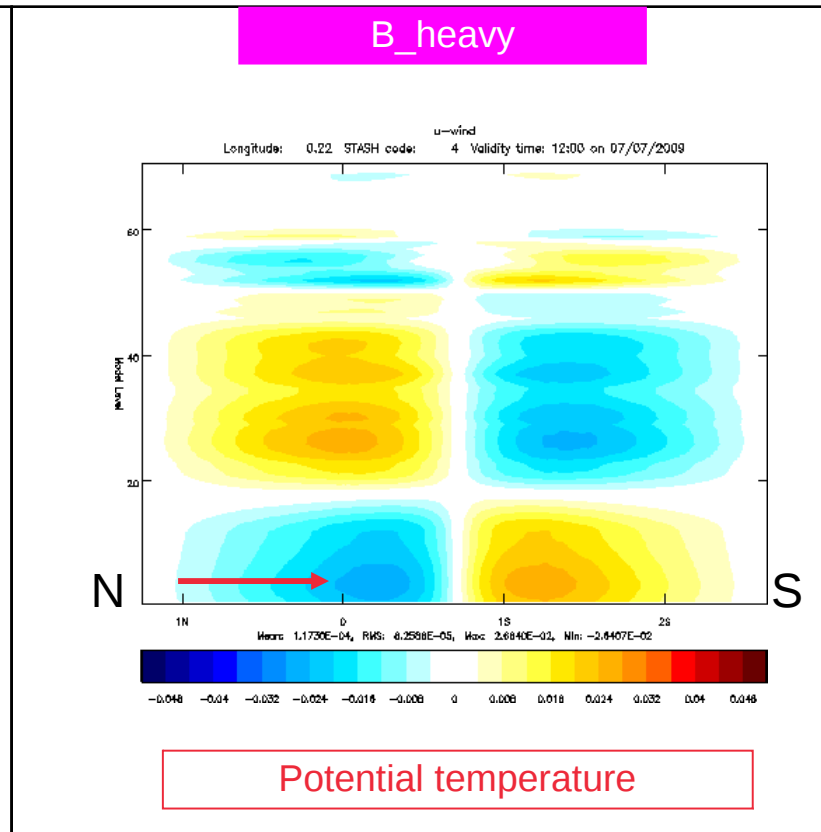 B_heavy
u-wind
Longitude: 0.22 STASH code: 4 Validity time: 12:00 on 07/07/2009
60
40
20
Model Level
N
S
1N 0 1S 2S
Mean: 1.1730E-04, RMS: 8.2588E-05, Max: 2.6840E-02, Min: -2.6407E-02
-0.048 -0.04 -0.032 -0.024 -0.016 -0.008 0 0.008 0.016 0.024 0.032 0.04 0.048
Potential temperature